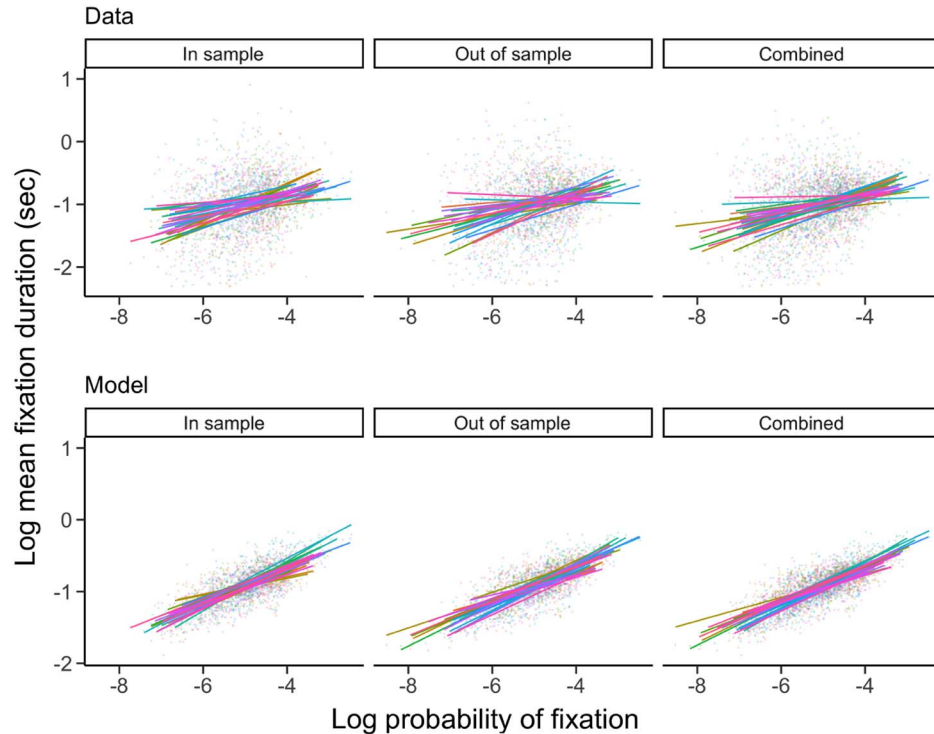 Data
In sample Out of sample Combined
1
0
-1
-2
-8 -6 -4 -8 -6 -4 -8 -6 -4
Log mean fixation duration (sec)
Model
In sample Out of sample Combined
1
0
-1
-2
-8 -6 -4 -8 -6 -4 -8 -6 -4
Log probability of fixation